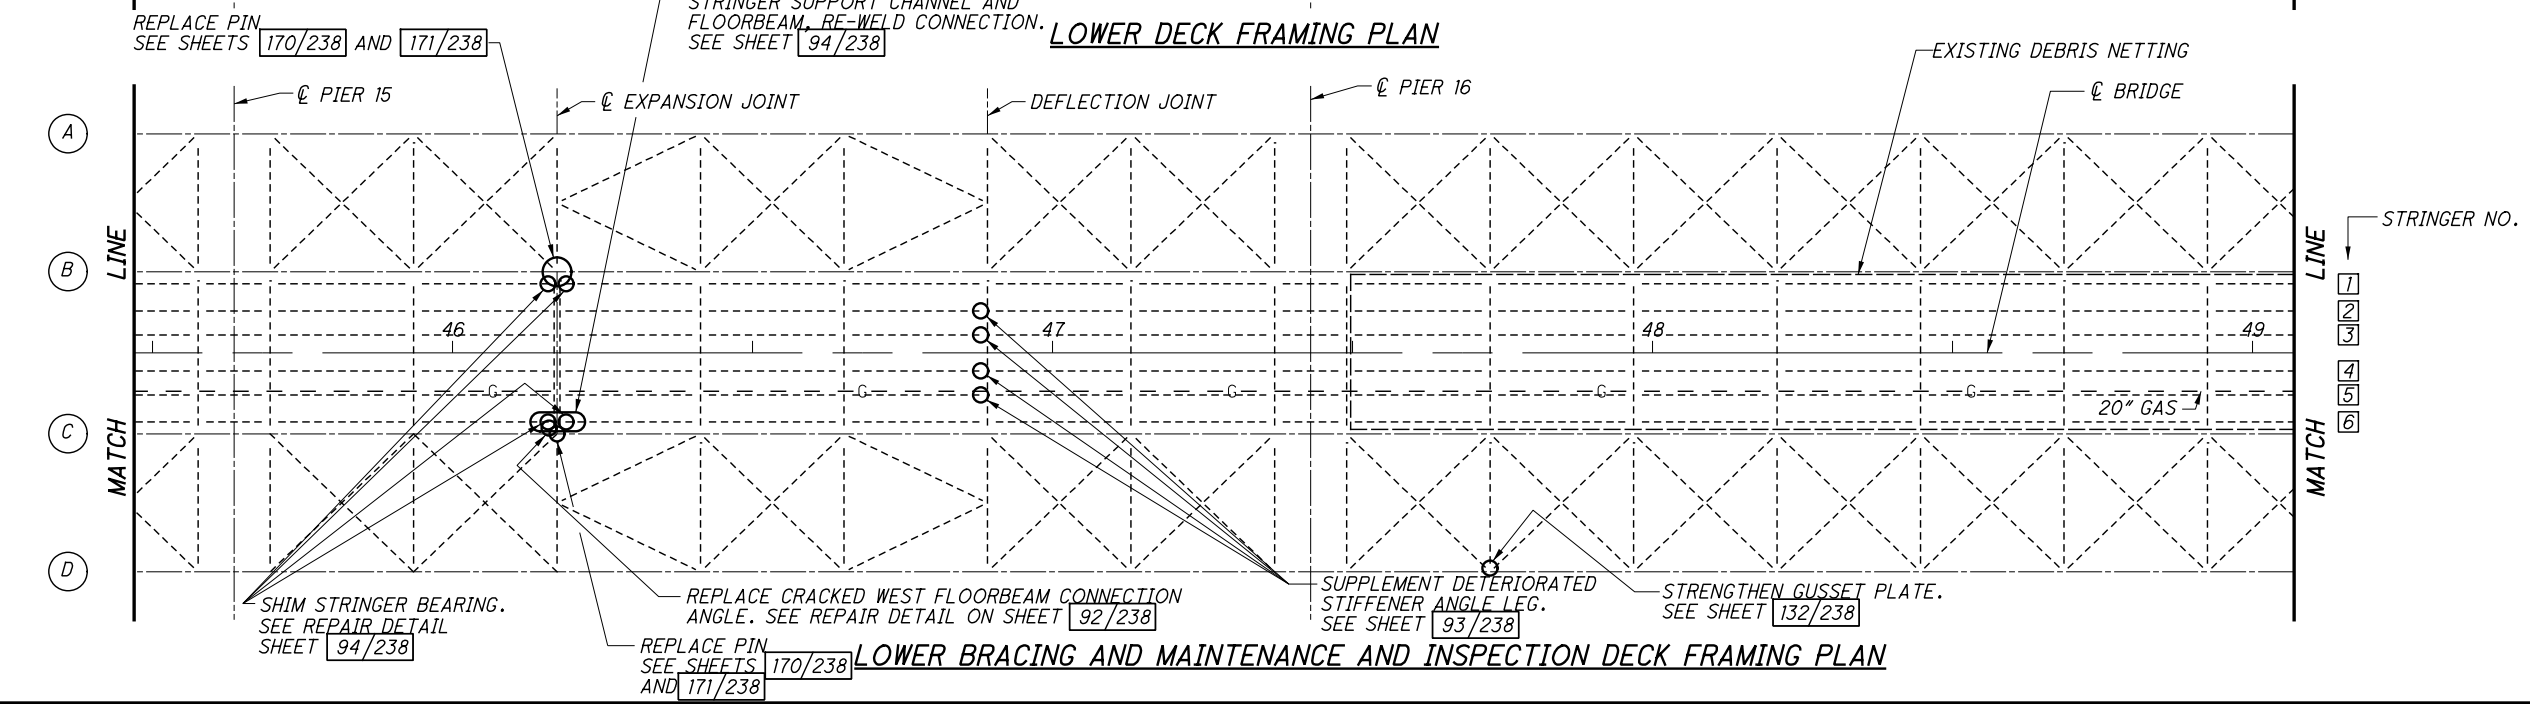 STRINGER SUPPORT CHANNEL AND
FLOORBEAM, RE-WELD CONNECTION.
SEE SHEET 94/238
REPLACE PIN
SEE SHEETS 170/238 AND 171/238
LOWER DECK FRAMING PLAN
EXISTING DEBRIS NETTING
℄ PIER 15
℄ EXPANSION JOINT
DEFLECTION JOINT
℄ PIER 16
℄ BRIDGE
A
B
C
D
MATCH LINE
MATCH LINE
STRINGER NO.
1
2
3
4
5
6
46
47
48
49
G
G
G
G
G
20" GAS
SHIM STRINGER BEARING.
SEE REPAIR DETAIL
SHEET 94/238
REPLACE CRACKED WEST FLOORBEAM CONNECTION
ANGLE. SEE REPAIR DETAIL ON SHEET 92/238
REPLACE PIN
SEE SHEETS 170/238
AND 171/238
SUPPLEMENT DETERIORATED
STIFFENER ANGLE LEG.
SEE SHEET 93/238
STRENGTHEN GUSSET PLATE.
SEE SHEET 132/238
LOWER BRACING AND MAINTENANCE AND INSPECTION DECK FRAMING PLAN